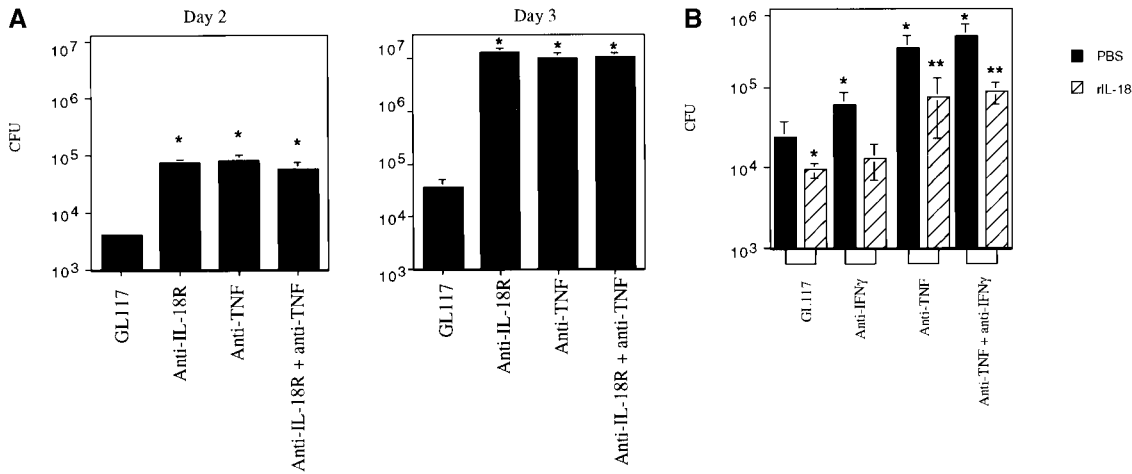 A
Day 2
CFU
10⁷
10⁶
10⁵
10⁴
10³
*
*
*
GL117
Anti-IL-18R
Anti-TNF
Anti-IL-18R + anti-TNF
Day 3
10⁷
10⁶
10⁵
10⁴
10³
*
*
*
GL117
Anti-IL-18R
Anti-TNF
Anti-IL-18R + anti-TNF
B
CFU
10⁶
10⁵
10⁴
10³
*
*
*
**
*
**
GL117
Anti-IFNγ
Anti-TNF
Anti-TNF + anti-IFNγ
PBS
rIL-18